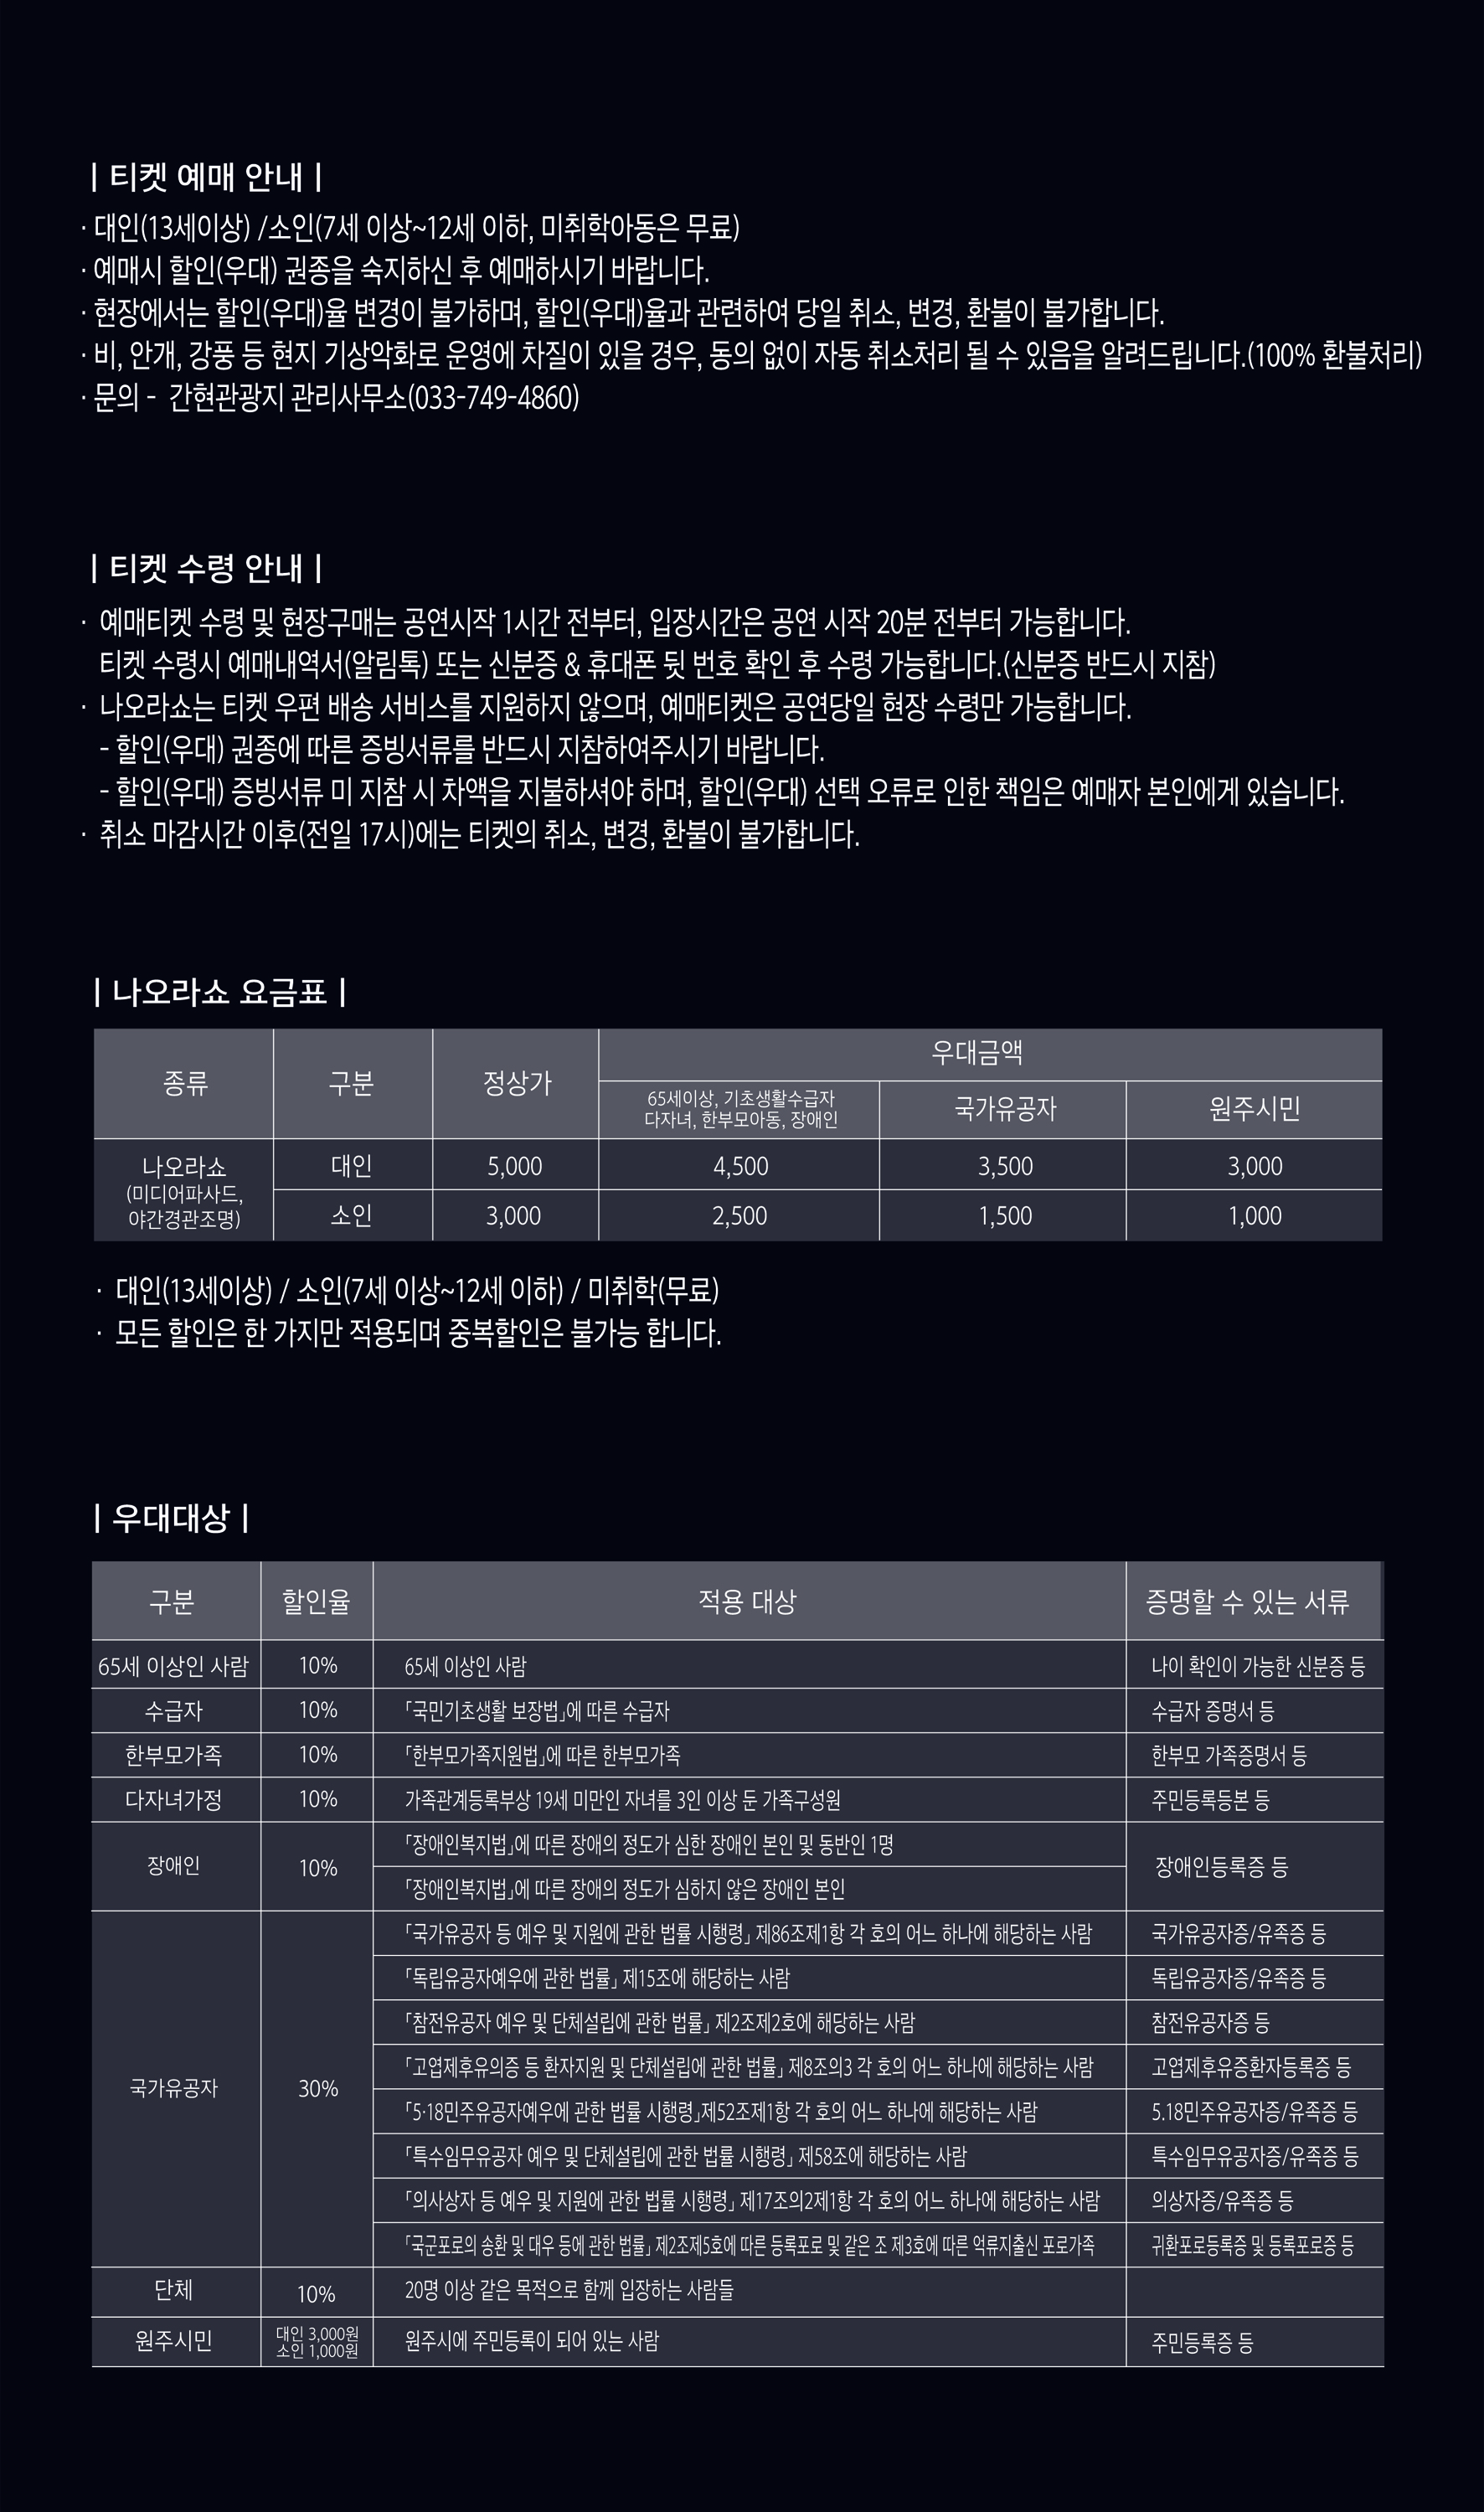 | 티켓 예매 안내 |
· 대인(13세이상) /소인(7세 이상~12세 이하, 미취학아동은 무료)
· 예매시 할인(우대) 권종을 숙지하신 후 예매하시기 바랍니다.
· 현장에서는 할인(우대)율 변경이 불가하며, 할인(우대)율과 관련하여 당일 취소, 변경, 환불이 불가합니다.
· 비, 안개, 강풍 등 현지 기상악화로 운영에 차질이 있을 경우, 동의 없이 자동 취소처리 될 수 있음을 알려드립니다.(100% 환불처리)
· 문의 - 간현관광지 관리사무소(033-749-4860)
| 티켓 수령 안내 |
· 예매티켓 수령 및 현장구매는 공연시작 1시간 전부터, 입장시간은 공연 시작 20분 전부터 가능합니다.
티켓 수령시 예매내역서(알림톡) 또는 신분증 & 휴대폰 뒷 번호 확인 후 수령 가능합니다.(신분증 반드시 지참)
· 나오라쇼는 티켓 우편 배송 서비스를 지원하지 않으며, 예매티켓은 공연당일 현장 수령만 가능합니다.
- 할인(우대) 권종에 따른 증빙서류를 반드시 지참하여주시기 바랍니다.
- 할인(우대) 증빙서류 미 지참 시 차액을 지불하셔야 하며, 할인(우대) 선택 오류로 인한 책임은 예매자 본인에게 있습니다.
· 취소 마감시간 이후(전일 17시)에는 티켓의 취소, 변경, 환불이 불가합니다.
| 나오라쇼 요금표 |
종류 구분 정상가 우대금액
65세이상, 기초생활수급자
다자녀, 한부모아동, 장애인 국가유공자 원주시민
나오라쇼
(미디어파사드,
야간경관조명)
대인 5,000 4,500 3,500 3,000
소인 3,000 2,500 1,500 1,000
· 대인(13세이상) / 소인(7세 이상~12세 이하) / 미취학(무료)
· 모든 할인은 한 가지만 적용되며 중복할인은 불가능 합니다.
| 우대대상 |
구분 할인율 적용 대상 증명할 수 있는 서류
65세 이상인 사람 10% 65세 이상인 사람 나이 확인이 가능한 신분증 등
수급자 10% 「국민기초생활 보장법」에 따른 수급자 수급자 증명서 등
한부모가족 10% 「한부모가족지원법」에 따른 한부모가족 한부모 가족증명서 등
다자녀가정 10% 가족관계등록부상 19세 미만인 자녀를 3인 이상 둔 가족구성원 주민등록등본 등
장애인 10% 「장애인복지법」에 따른 장애의 정도가 심한 장애인 본인 및 동반인 1명 장애인등록증 등
「장애인복지법」에 따른 장애의 정도가 심하지 않은 장애인 본인
국가유공자 30% 「국가유공자 등 예우 및 지원에 관한 법률 시행령」 제86조제1항 각 호의 어느 하나에 해당하는 사람 국가유공자증/유족증 등
「독립유공자예우에 관한 법률」 제15조에 해당하는 사람 독립유공자증/유족증 등
「참전유공자 예우 및 단체설립에 관한 법률」 제2조제2호에 해당하는 사람 참전유공자증 등
「고엽제후유의증 등 환자지원 및 단체설립에 관한 법률」 제8조의3 각 호의 어느 하나에 해당하는 사람 고엽제후유증환자등록증 등
「5·18민주유공자예우에 관한 법률 시행령」제52조제1항 각 호의 어느 하나에 해당하는 사람 5.18민주유공자증/유족증 등
「특수임무유공자 예우 및 단체설립에 관한 법률 시행령」 제58조에 해당하는 사람 특수임무유공자증/유족증 등
「의사상자 등 예우 및 지원에 관한 법률 시행령」 제17조의2제1항 각 호의 어느 하나에 해당하는 사람 의상자증/유족증 등
「국군포로의 송환 및 대우 등에 관한 법률」 제2조제5호에 따른 등록포로 및 같은 조 제3호에 따른 억류지출신 포로가족 귀환포로등록증 및 등록포로증 등
단체 10% 20명 이상 같은 목적으로 함께 입장하는 사람들
원주시민 대인 3,000원
소인 1,000원 원주시에 주민등록이 되어 있는 사람 주민등록증 등